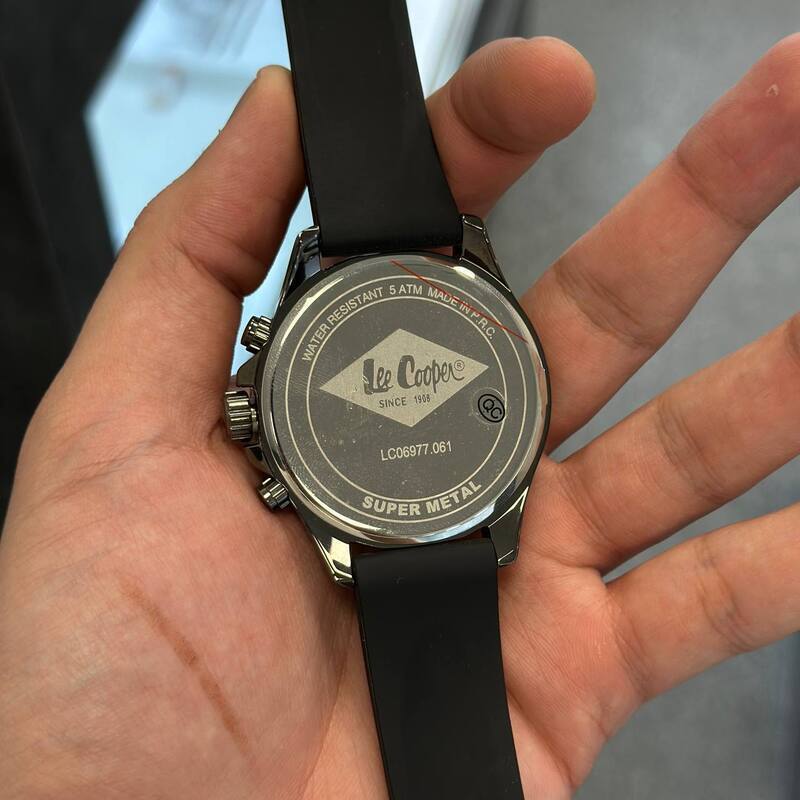 WATER RESISTANT 5 ATM MADE IN P.R.C.
Lee Cooper®
SINCE 1908
QC
LC06977.061
SUPER METAL